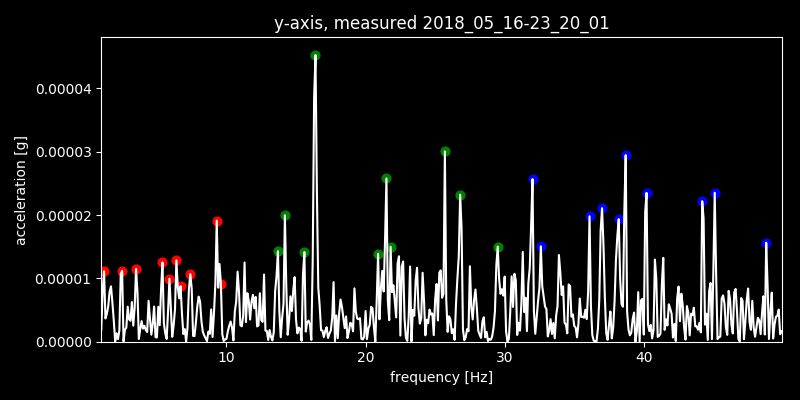 y-axis, measured 2018_05_16-23_20_01
0.00004
0.00003
0.00002
0.00001
0.00000
acceleration [g]
10 20 30 40
frequency [Hz]